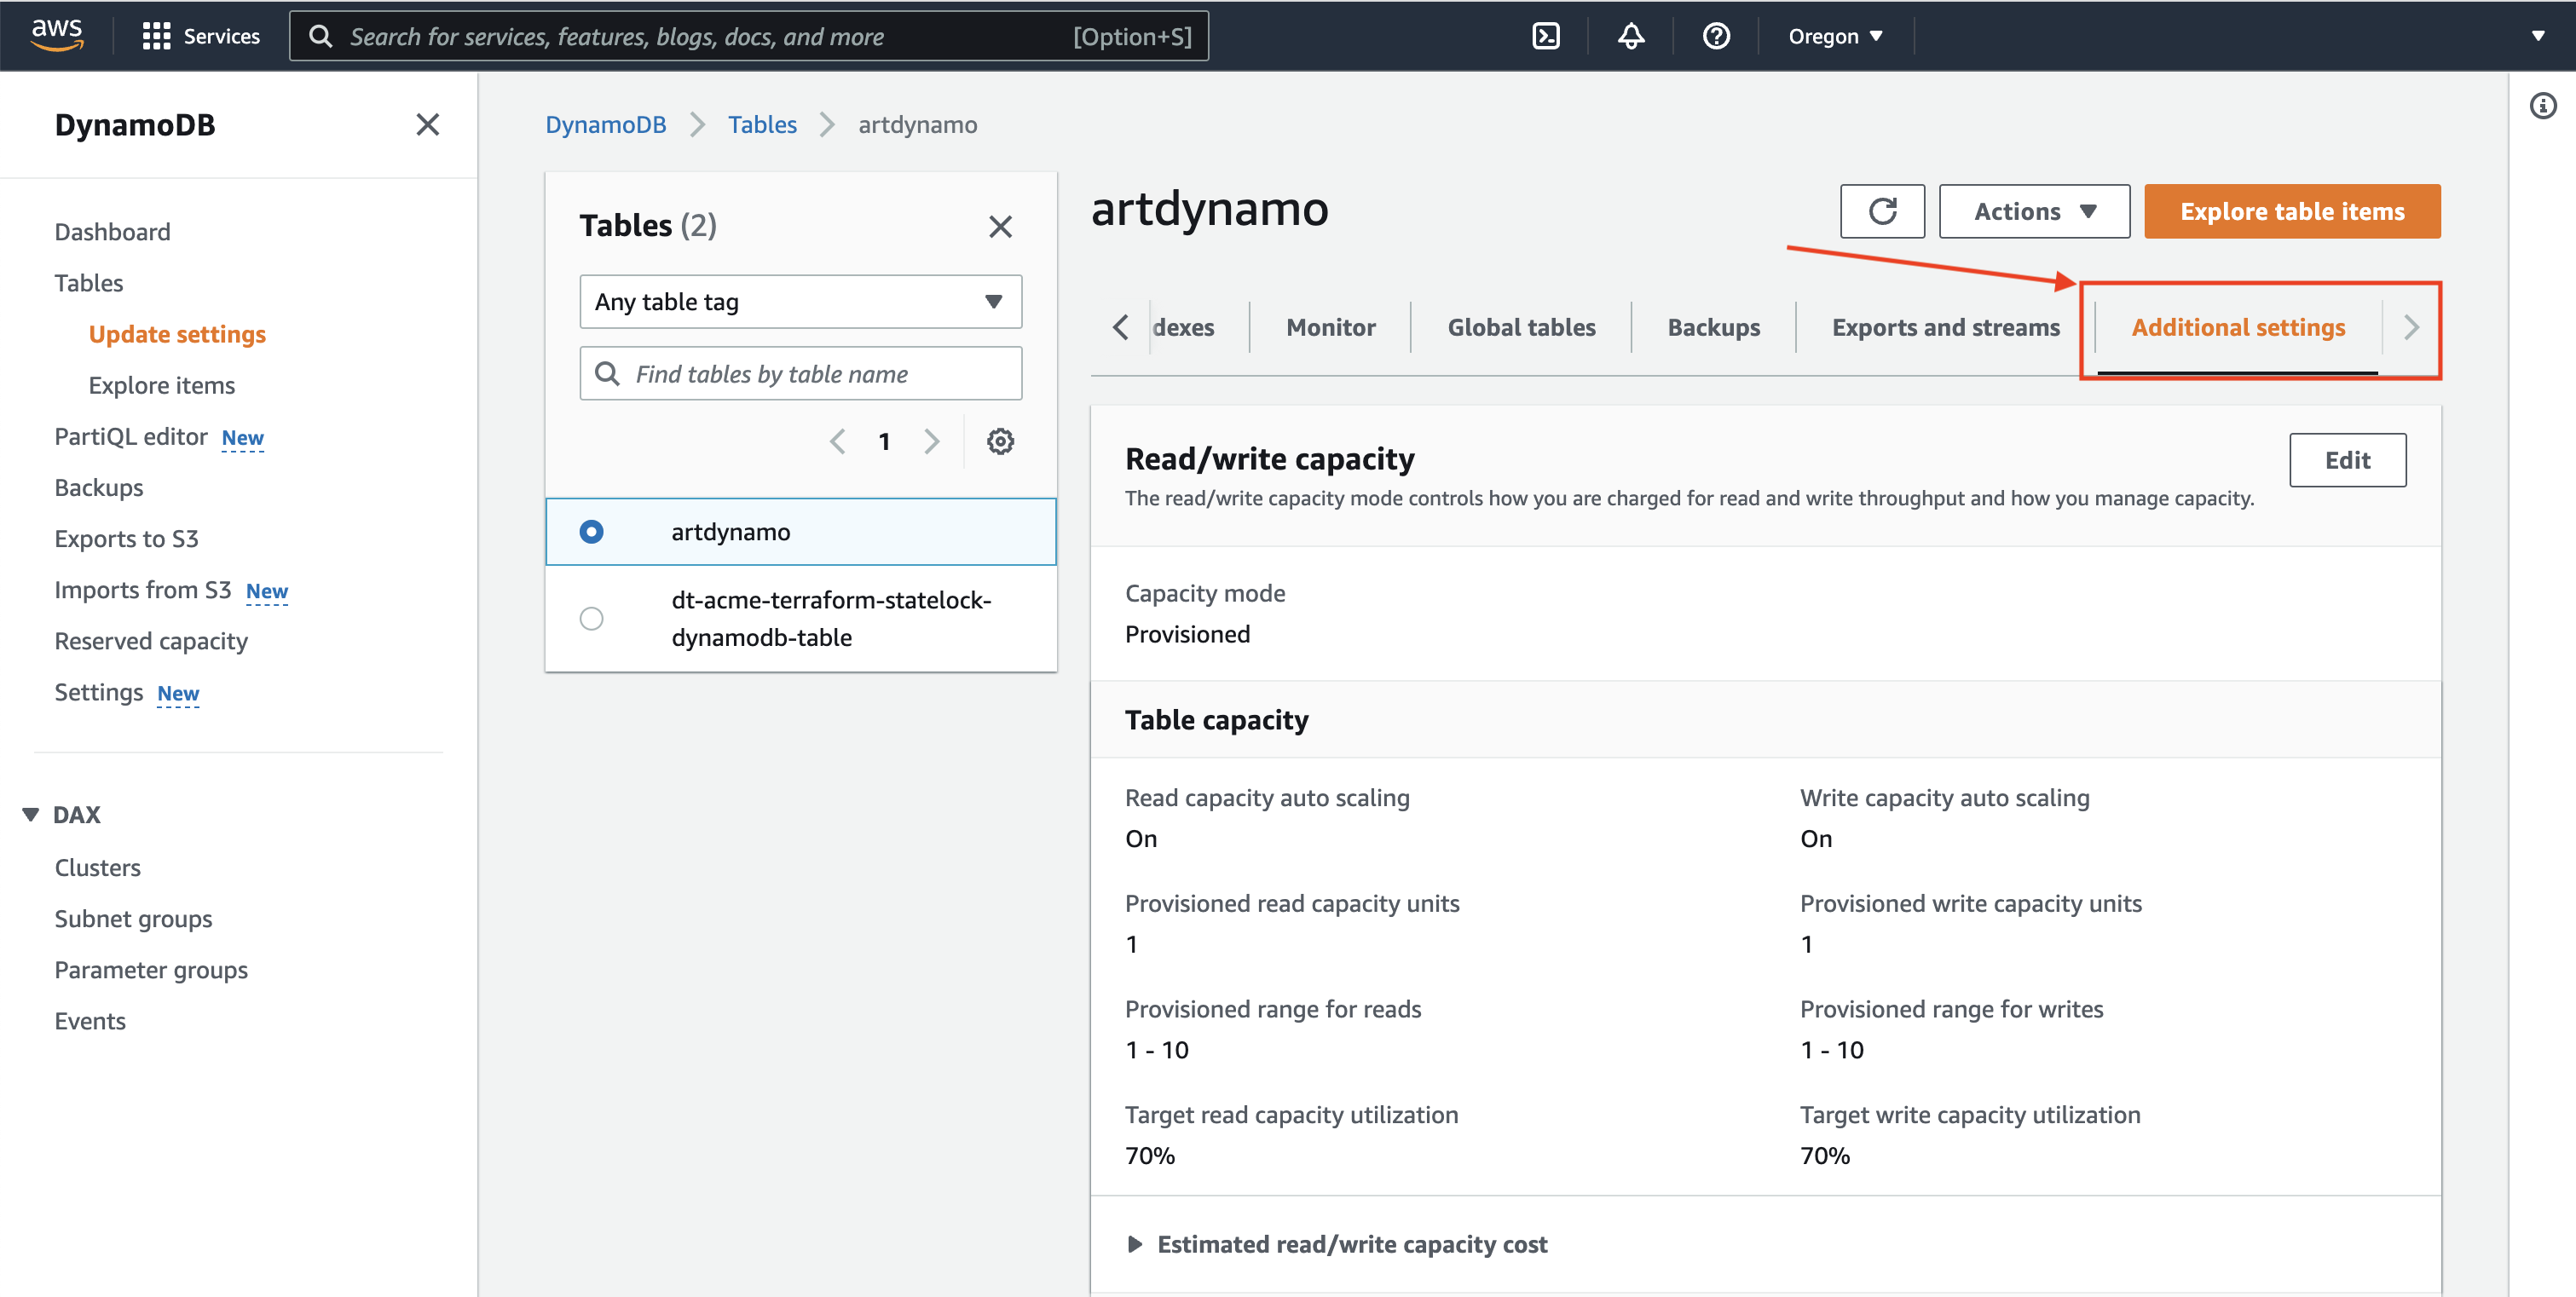 aws
Services
Search for services, features, blogs, docs, and more
[Option+S]
Oregon
DynamoDB
Dashboard
Tables
Update settings
Explore items
PartiQL editor New
Backups
Exports to S3
Imports from S3 New
Reserved capacity
Settings New
DAX
Clusters
Subnet groups
Parameter groups
Events
DynamoDB
Tables
artdynamo
Tables (2)
Any table tag
Find tables by table name
1
artdynamo
dt-acme-terraform-statelock-
dynamodb-table
artdynamo
Actions
Explore table items
dexes
Monitor
Global tables
Backups
Exports and streams
Additional settings
Read/write capacity
Edit
The read/write capacity mode controls how you are charged for read and write throughput and how you manage capacity.
Capacity mode
Provisioned
Table capacity
Read capacity auto scaling
On
Write capacity auto scaling
On
Provisioned read capacity units
1
Provisioned write capacity units
1
Provisioned range for reads
1 - 10
Provisioned range for writes
1 - 10
Target read capacity utilization
70%
Target write capacity utilization
70%
Estimated read/write capacity cost